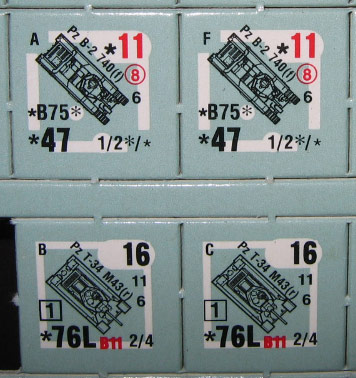 A Pz B-2 740(f) *11
8
6
*B75*
*47 1/2*/*
F Pz B-2 740(f) *11
8
6
*B75*
*47 1/2*/*
B Pz T-34 M43(r) 16
11
6
1
*76L B11 2/4
C Pz T-34 M43(r) 16
11
6
1
*76L B11 2/4